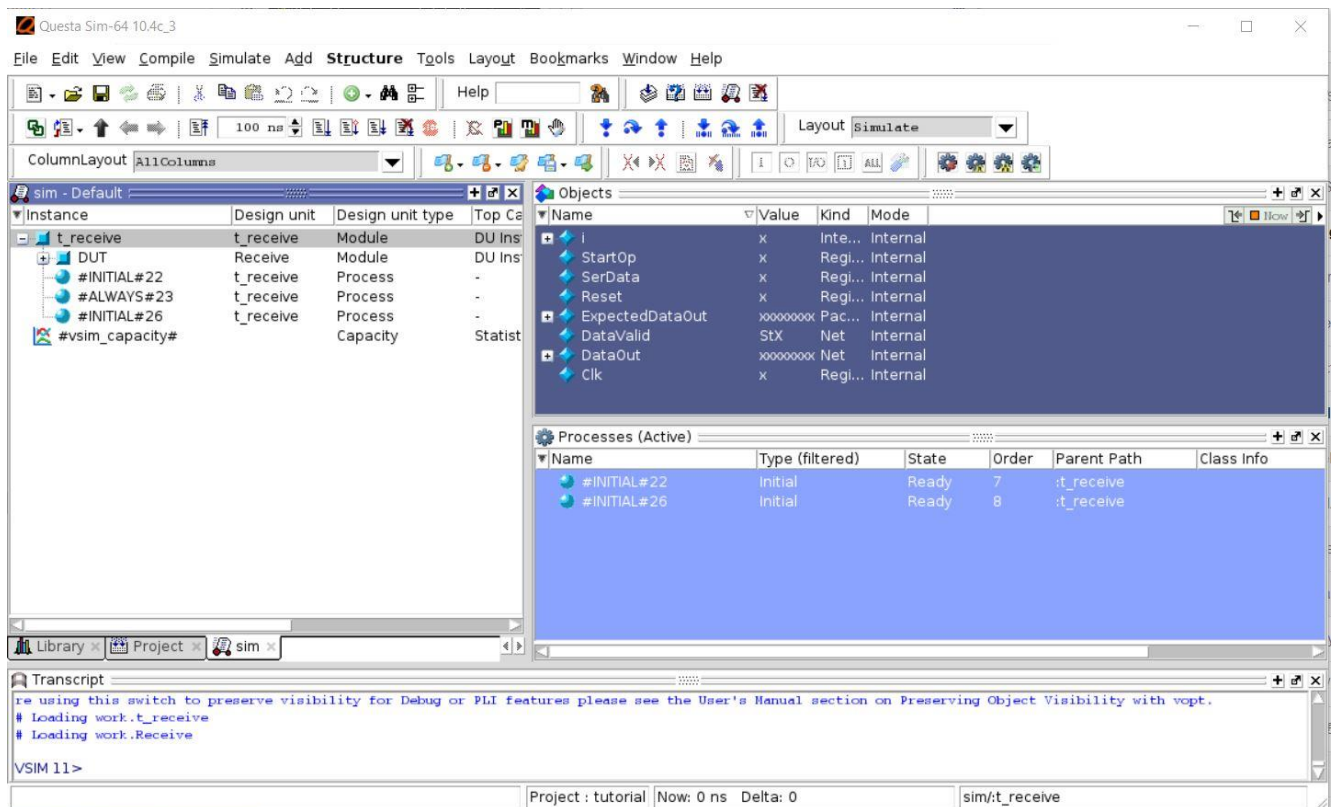 Questa Sim-64 10.4c_3
File Edit View Compile Simulate Add Structure Tools Layout Bookmarks Window Help
Help
100 ns
Layout Simulate
ColumnLayout AllColumns
I O I/O ALL
sim - Default
Instance Design unit Design unit type Top Ca
t_receive t_receive Module DU Ins
DUT Receive Module DU Ins
#INITIAL#22 t_receive Process -
#ALWAYS#23 t_receive Process -
#INITIAL#26 t_receive Process -
#vsim_capacity# Capacity Statist
Library Project sim
Objects
Name Value Kind Mode Now
i x Inte... Internal
StartOp x Regi... Internal
SerData x Regi... Internal
Reset x Regi... Internal
ExpectedDataOut xxxxxxxx Pac... Internal
DataValid StX Net Internal
DataOut xxxxxxxx Net Internal
Clk x Regi... Internal
Processes (Active)
Name Type (filtered) State Order Parent Path Class Info
#INITIAL#22 Initial Ready 7 :t_receive
#INITIAL#26 Initial Ready 8 :t_receive
Transcript
re using this switch to preserve visibility for Debug or PLI features please see the User's Manual section on Preserving Object Visibility with vopt.
# Loading work.t_receive
# Loading work.Receive
VSIM 11>
Project : tutorial Now: 0 ns Delta: 0 sim/:t_receive